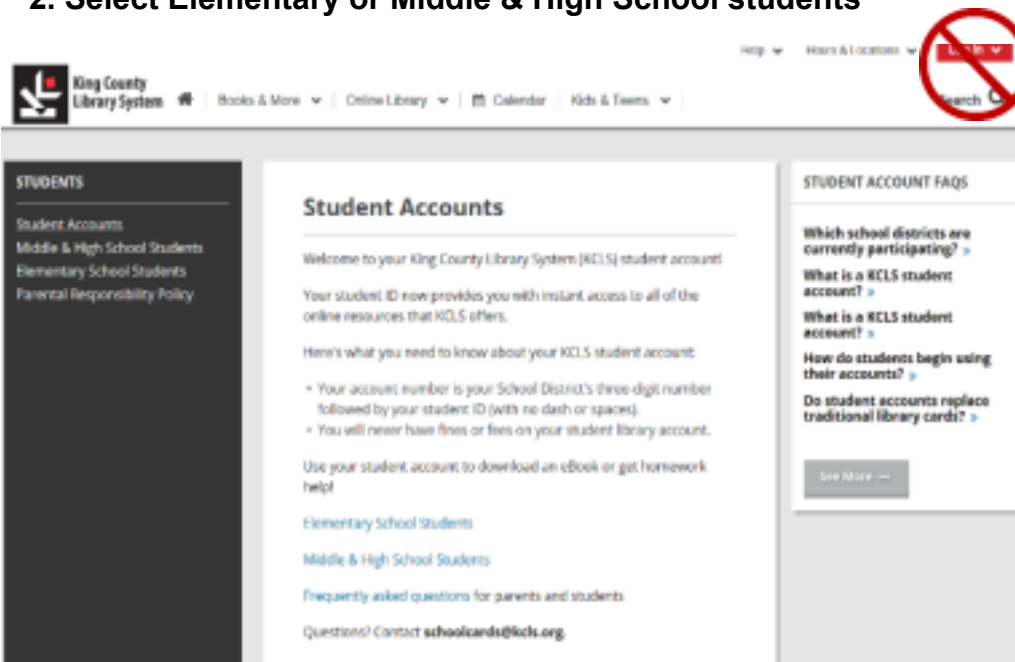 2. Select Elementary or Middle & High School students
Help
Hours & Locations
Log In
King County
Library System
Books & More
Online Library
Calendar
Kids & Teens
Search
STUDENTS
Student Accounts
Middle & High School Students
Elementary School Students
Parental Responsibility Policy
Student Accounts
Welcome to your King County Library System (KCLS) student account!
Your student ID now provides you with instant access to all of the
online resources that KCLS offers.
Here's what you need to know about your KCLS student account:
• Your account number is your School District's three-digit number
followed by your student ID (with no dash or spaces).
• You will never have fines or fees on your student library account.
Use your student account to download an eBook or get homework
help!
Elementary School Students
Middle & High School Students
Frequently asked questions for parents and students
Questions? Contact schoolcards@kcls.org.
STUDENT ACCOUNT FAQS
Which school districts are
currently participating? »
What is a KCLS student
account? »
What is a KCLS student
account? »
How do students begin using
their accounts? »
Do student accounts replace
traditional library cards? »
See More —